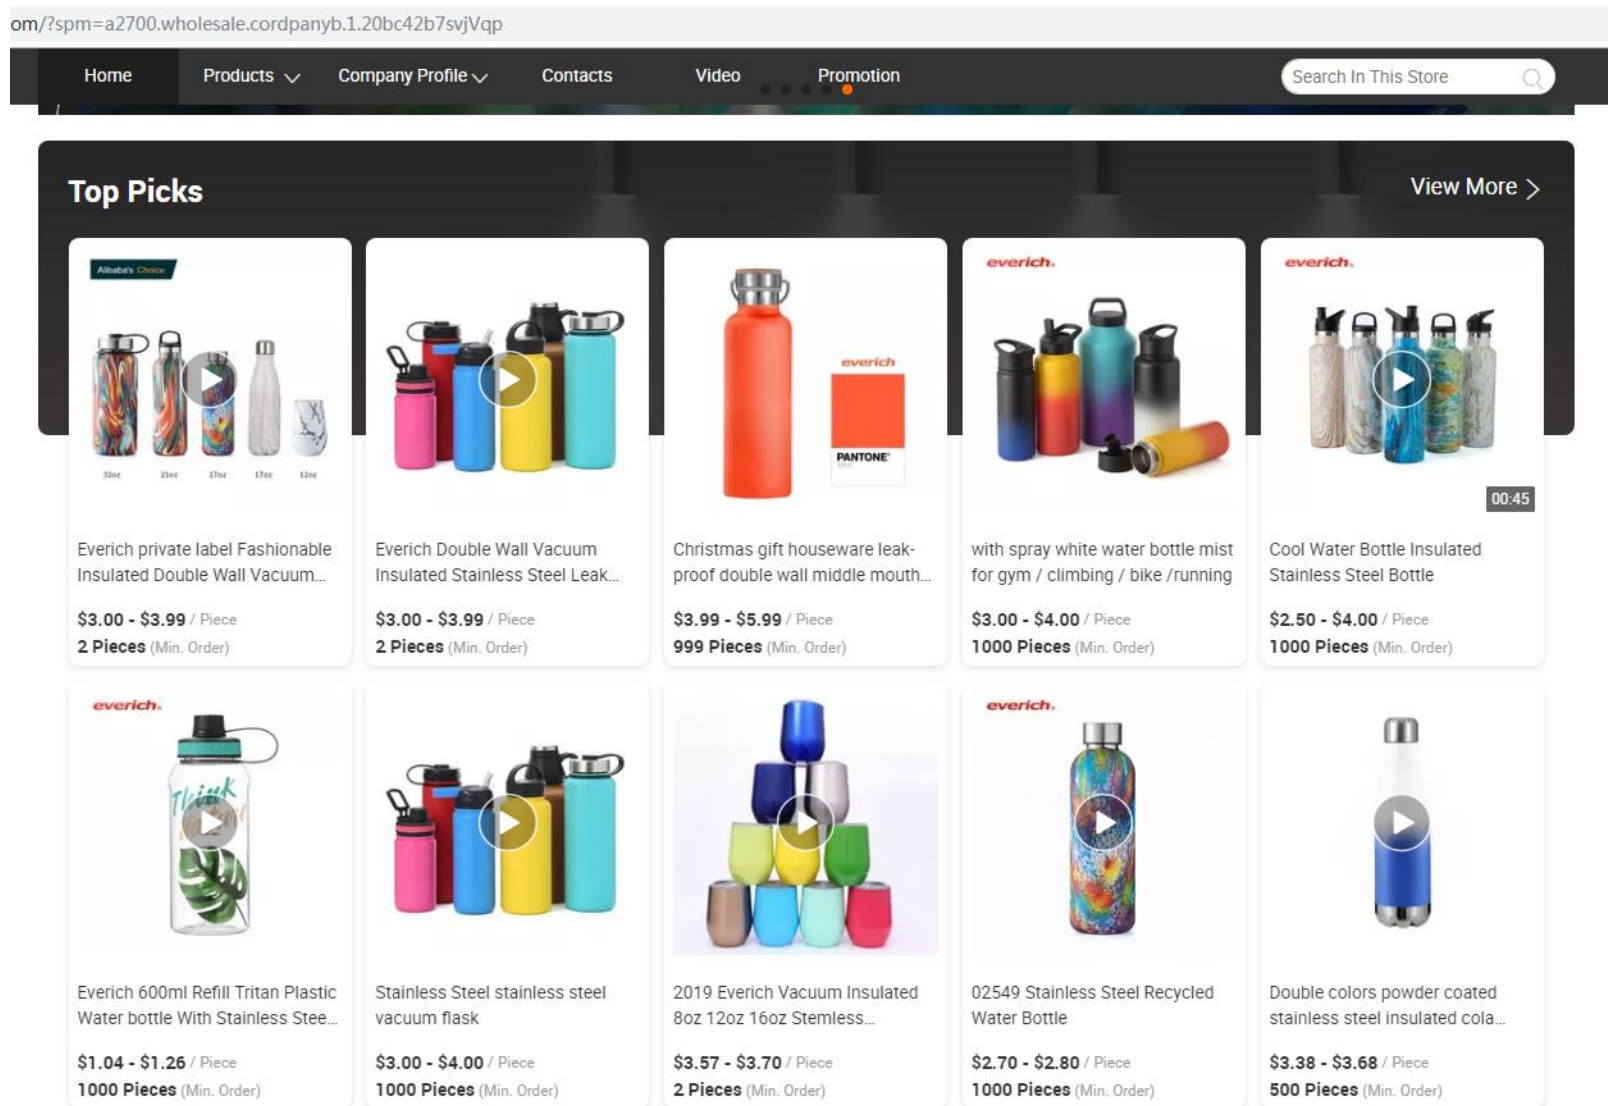 om/?spm=a2700.wholesale.cordpanyb.1.20bc42b7svjVqp
Home Products Company Profile Contacts Video Promotion Search In This Store
Top Picks View More
Alibaba's Choice
32oz 21oz 17oz 17oz 12oz
everich
PANTONE®
everich.
everich.
00:45
Everich private label Fashionable
Insulated Double Wall Vacuum...
$3.00 - $3.99 / Piece
2 Pieces (Min. Order)
Everich Double Wall Vacuum
Insulated Stainless Steel Leak...
$3.00 - $3.99 / Piece
2 Pieces (Min. Order)
Christmas gift houseware leak-
proof double wall middle mouth...
$3.99 - $5.99 / Piece
999 Pieces (Min. Order)
with spray white water bottle mist
for gym / climbing / bike /running
$3.00 - $4.00 / Piece
1000 Pieces (Min. Order)
Cool Water Bottle Insulated
Stainless Steel Bottle
$2.50 - $4.00 / Piece
1000 Pieces (Min. Order)
everich.
Think
Everich 600ml Refill Tritan Plastic
Water bottle With Stainless Stee...
$1.04 - $1.26 / Piece
1000 Pieces (Min. Order)
Stainless Steel stainless steel
vacuum flask
$3.00 - $4.00 / Piece
1000 Pieces (Min. Order)
2019 Everich Vacuum Insulated
8oz 12oz 16oz Stemless...
$3.57 - $3.70 / Piece
2 Pieces (Min. Order)
everich.
02549 Stainless Steel Recycled
Water Bottle
$2.70 - $2.80 / Piece
1000 Pieces (Min. Order)
Double colors powder coated
stainless steel insulated cola...
$3.38 - $3.68 / Piece
500 Pieces (Min. Order)